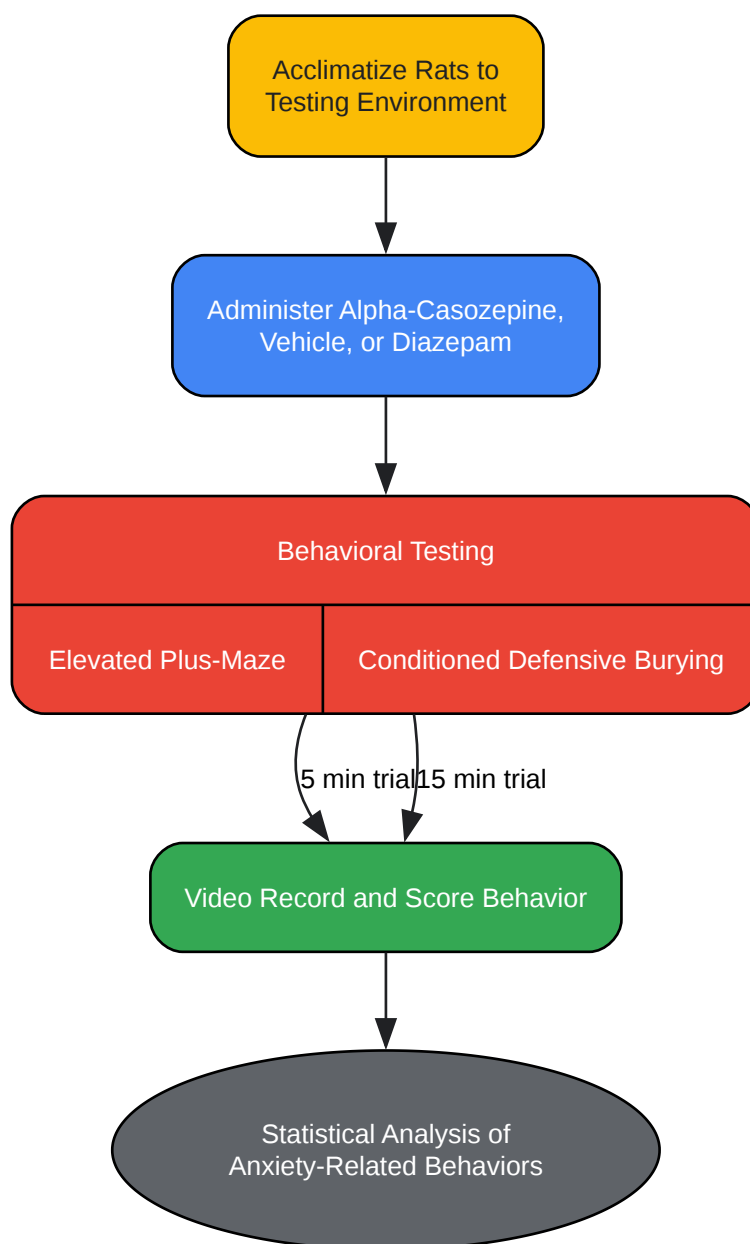 Acclimatize Rats to
Testing Environment
Administer Alpha-Casozepine,
Vehicle, or Diazepam
Behavioral Testing
Elevated Plus-Maze
Conditioned Defensive Burying
5 min trial
15 min trial
Video Record and Score Behavior
Statistical Analysis of
Anxiety-Related Behaviors